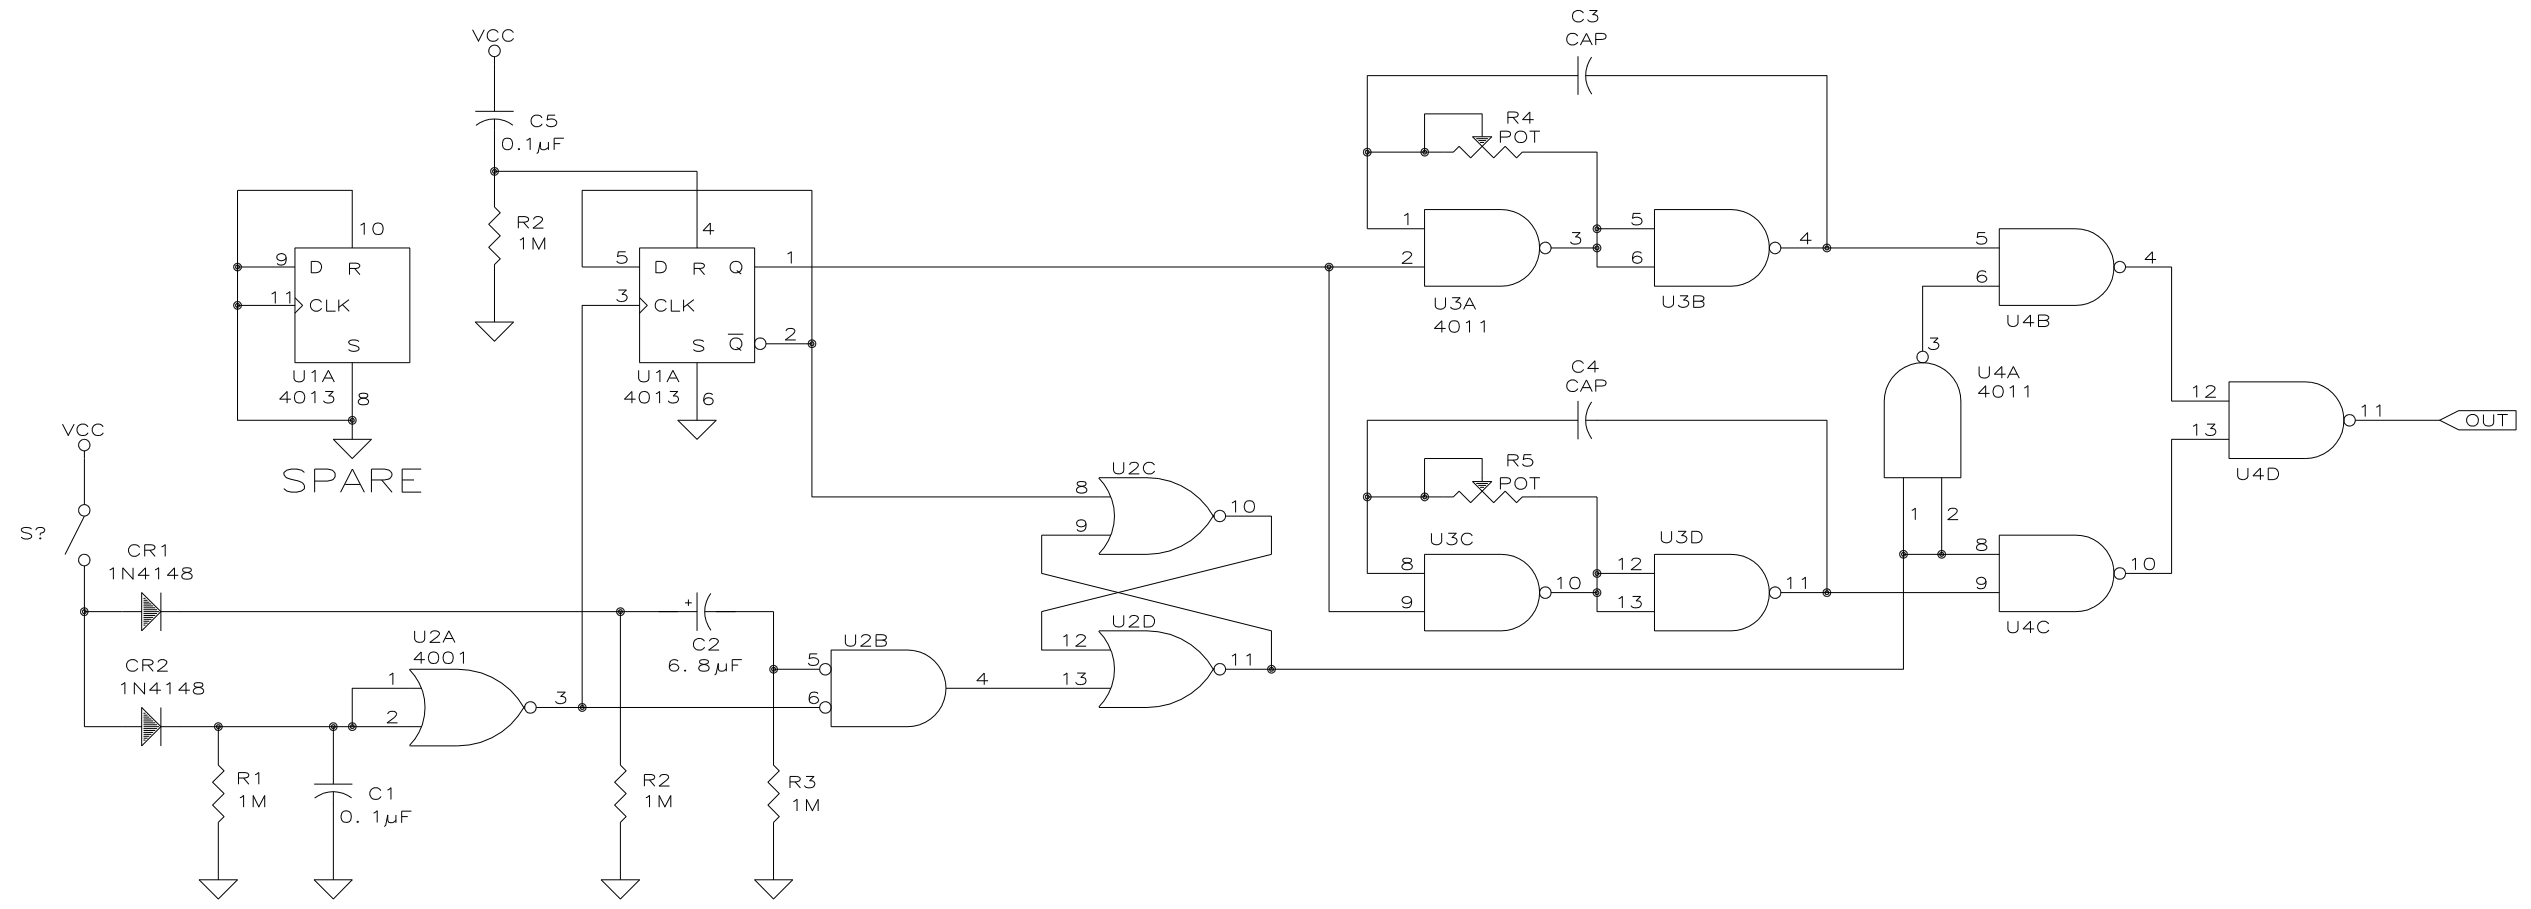 C3
CAP
VCC
C5
0.1µF
R4
POT
R2
1M
10
9
D R
11
CLK
S
U1A
4013
8
SPARE
4
5
D R Q
1
3
CLK
2
S Q
U1A
4013
6
1
2
3
U3A
4011
5
6
4
U3B
5
6
4
U4B
3
U4A
4011
1 2
C4
CAP
R5
POT
8
9
10
U3C
12
13
11
U3D
8
9
10
U4C
12
13
11
OUT
U4D
VCC
S?
CR1
1N4148
CR2
1N4148
U2A
4001
1
2
3
R1
1M
C1
0. 1µF
+
C2
6. 8µF
R2
1M
R3
1M
U2B
5
6
4
U2C
8
9
10
U2D
12
13
11